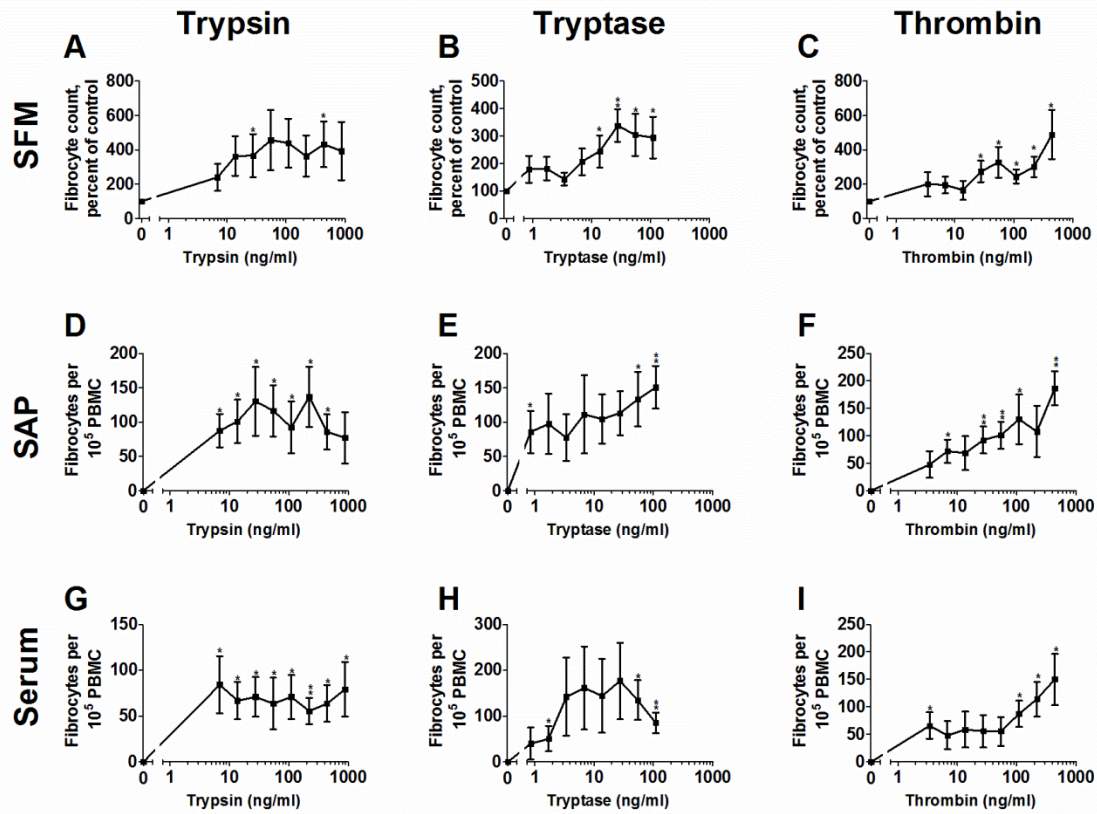 Trypsin
Tryptase
Thrombin
SFM
A
Fibrocyte count,
percent of control
800
600
400
200
0
* *
0 1 10 100 1000
Trypsin (ng/ml)
B
Fibrocyte count,
percent of control
500
400
300
200
100
0
* ** * *
0 1 10 100 1000
Tryptase (ng/ml)
C
Fibrocyte count,
percent of control
800
600
400
200
0
* * * * *
0 1 10 100 1000
Thrombin (ng/ml)
SAP
D
Fibrocytes per
10⁵ PBMC
200
150
100
50
0
* * * * * * *
0 1 10 100 1000
Trypsin (ng/ml)
E
Fibrocytes per
10⁵ PBMC
200
150
100
50
0
* * **
0 1 10 100 1000
Tryptase (ng/ml)
F
Fibrocytes per
10⁵ PBMC
250
200
150
100
50
0
* ** ** * **
0 1 10 100 1000
Thrombin (ng/ml)
Serum
G
Fibrocytes per
10⁵ PBMC
150
100
50
0
* * * * * ** * *
0 1 10 100 1000
Trypsin (ng/ml)
H
Fibrocytes per
10⁵ PBMC
300
200
100
0
* * **
0 1 10 100 1000
Tryptase (ng/ml)
I
Fibrocytes per
10⁵ PBMC
250
200
150
100
50
0
* * * *
0 1 10 100 1000
Thrombin (ng/ml)